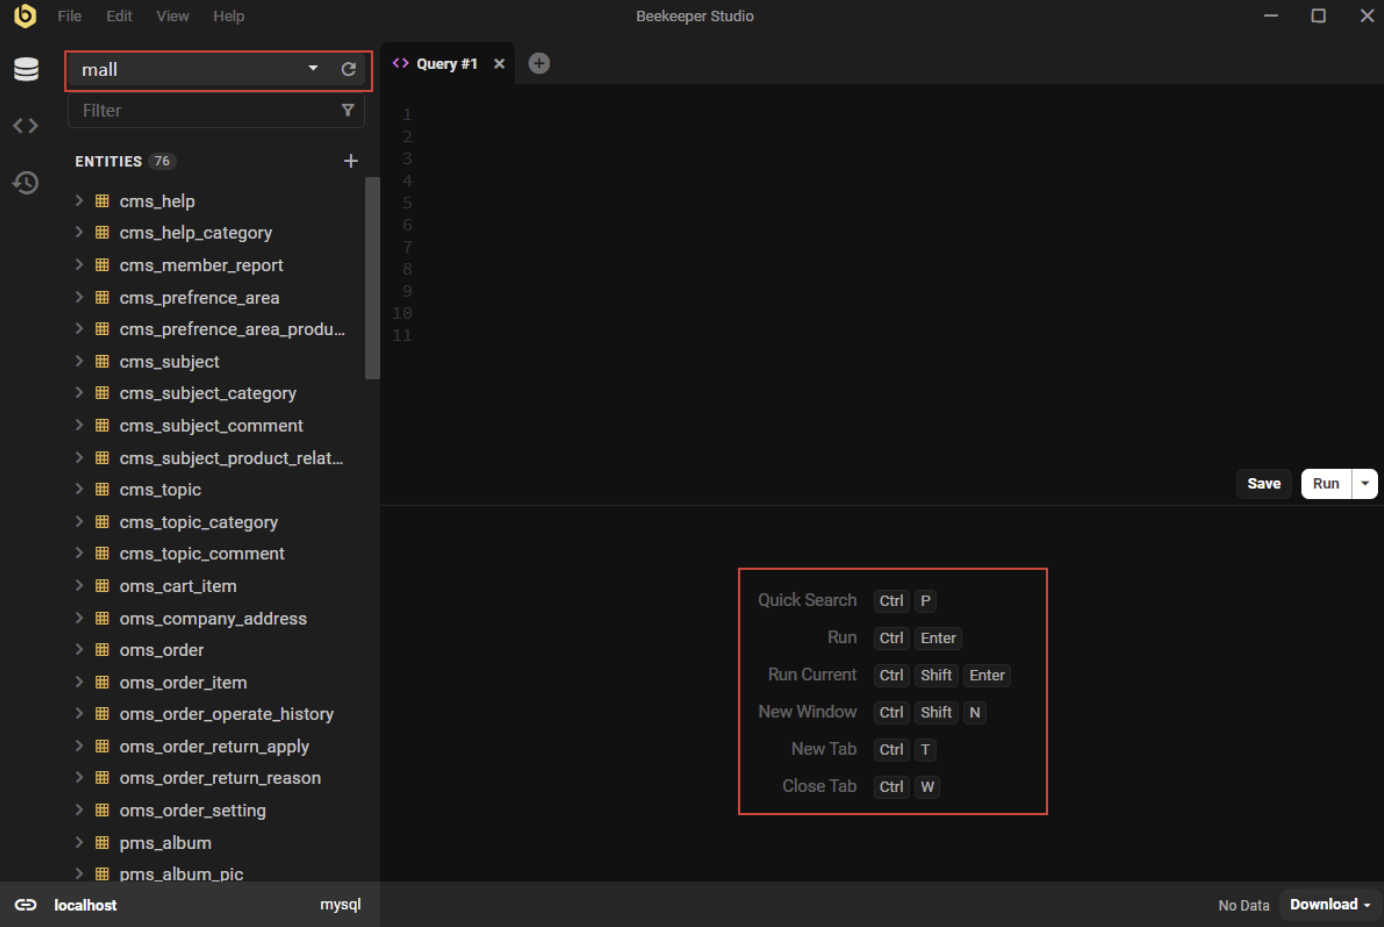 File Edit View Help
Beekeeper Studio
mall
Query #1
Filter
ENTITIES 76
cms_help
cms_help_category
cms_member_report
cms_prefrence_area
cms_prefrence_area_produ...
cms_subject
cms_subject_category
cms_subject_comment
cms_subject_product_relat...
cms_topic
cms_topic_category
cms_topic_comment
oms_cart_item
oms_company_address
oms_order
oms_order_item
oms_order_operate_history
oms_order_return_apply
oms_order_return_reason
oms_order_setting
pms_album
pms_album_pic
1
2
3
4
5
6
7
8
9
10
11
Save Run
Quick Search Ctrl P
Run Ctrl Enter
Run Current Ctrl Shift Enter
New Window Ctrl Shift N
New Tab Ctrl T
Close Tab Ctrl W
localhost mysql
No Data Download